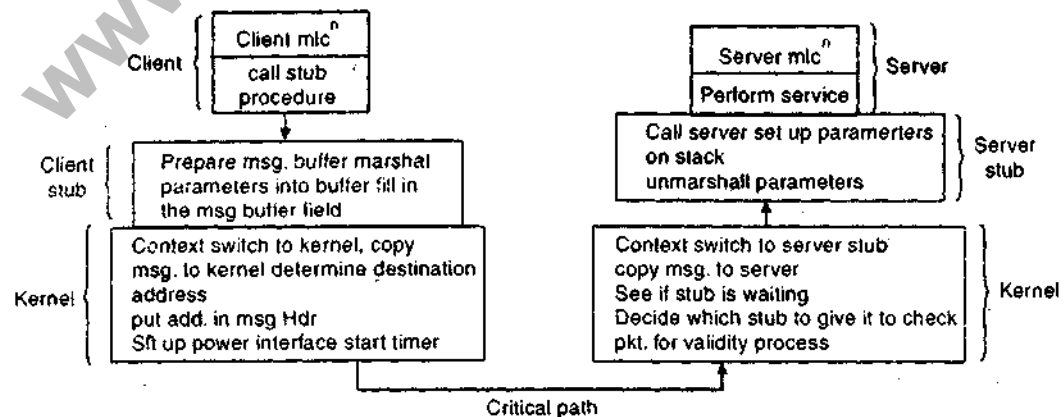 www
Client
Client mlcⁿ
call stub
procedure
Client
stub
Prepare msg. buffer marshal
parameters into buffer fill in
the msg buffer field
Kernel
Context switch to kernel, copy
msg. to kernel determine destination
address
put add. in msg Hdr
Sft up power interface start timer
Server mlcⁿ
Perform service
Server
Call server set up paramerters
on stack
unmarshall parameters
Server
stub
Context switch to server stub
copy msg. to server
See if stub is waiting
Decide which stub to give it to check
pkt. for validity process
Kernel
Critical path